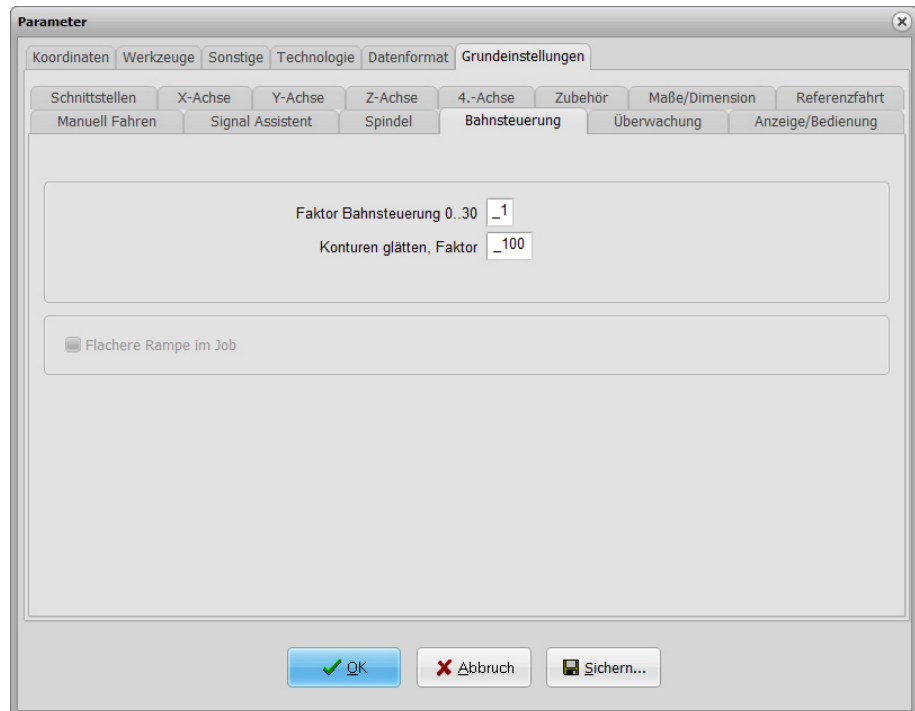 Parameter
Koordinaten Werkzeuge Sonstige Technologie Datenformat Grundeinstellungen
Schnittstellen X-Achse Y-Achse Z-Achse 4.-Achse Zubehör Maße/Dimension Referenzfahrt
Manuell Fahren Signal Assistent Spindel Bahnsteuerung Überwachung Anzeige/Bedienung
Faktor Bahnsteuerung 0..30 _1
Konturen glätten, Faktor _100
Flachere Rampe im Job
OK Abbruch Sichern...